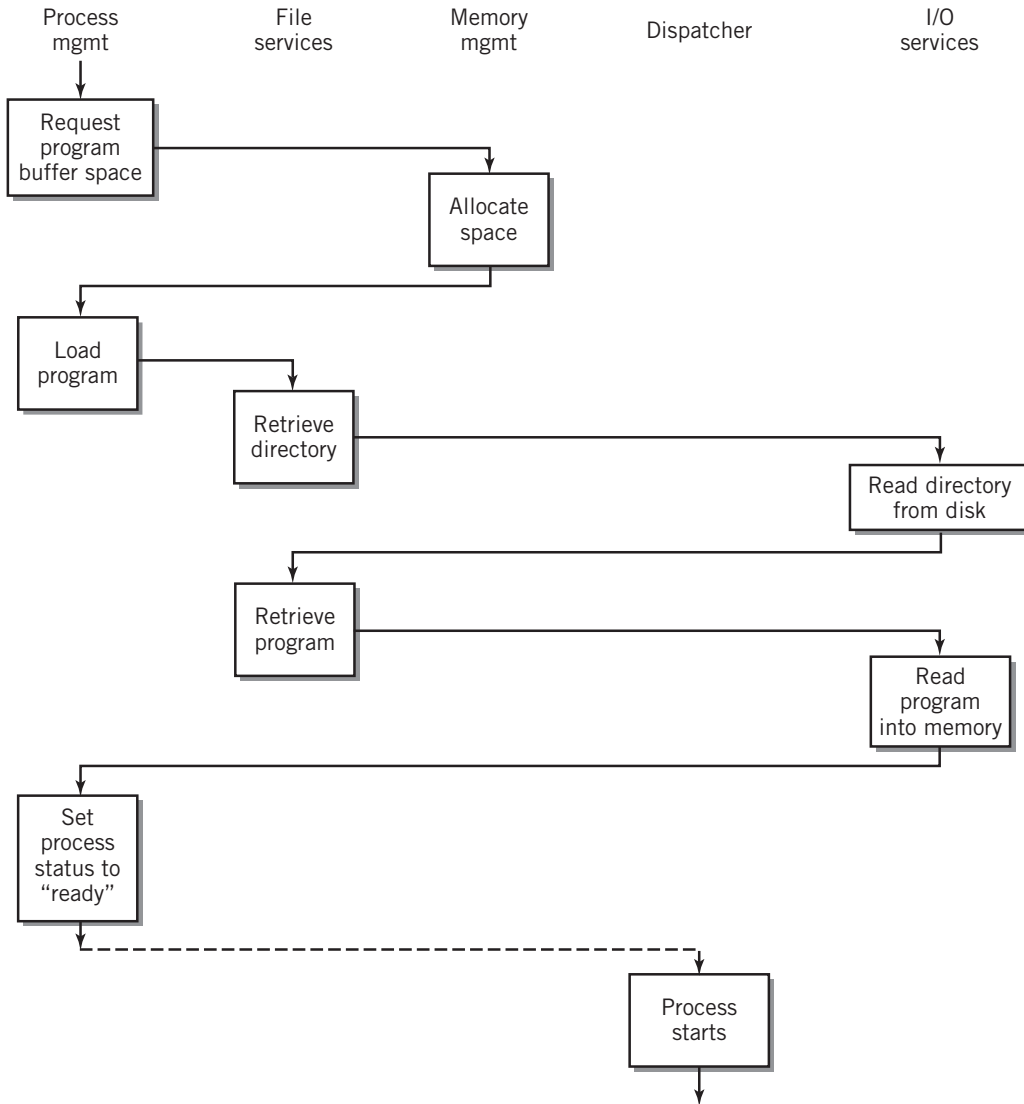 Process
mgmt
File
services
Memory
mgmt
Dispatcher
I/O
services
Request
program
buffer space
Allocate
space
Load
program
Retrieve
directory
Read directory
from disk
Retrieve
program
Read
program
into memory
Set
process
status to
“ready”
Process
starts